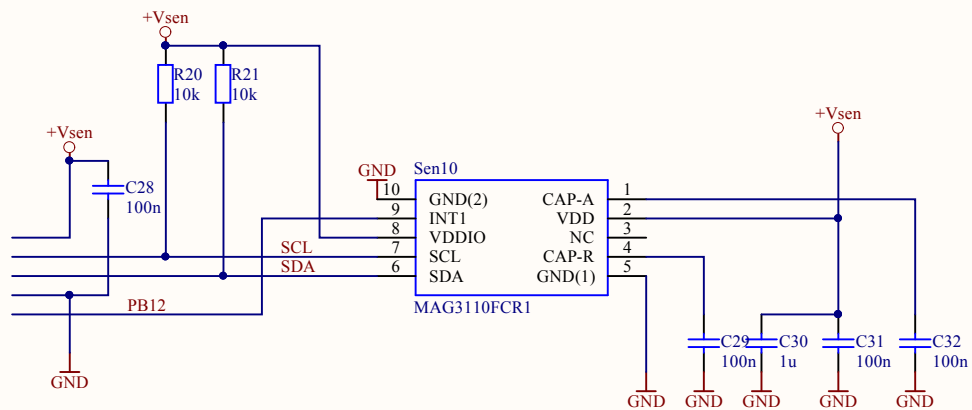 +Vsen
R20
10k
R21
10k
+Vsen
C28
100n
GND
Sen10
10
GND(2)
CAP-A
1
9
INT1
VDD
2
8
VDDIO
NC
3
SCL
7
SCL
CAP-R
4
SDA
6
SDA
GND(1)
5
PB12
MAG3110FCR1
+Vsen
C29
100n
C30
1u
C31
100n
C32
100n
GND
GND
GND
GND
GND
GND